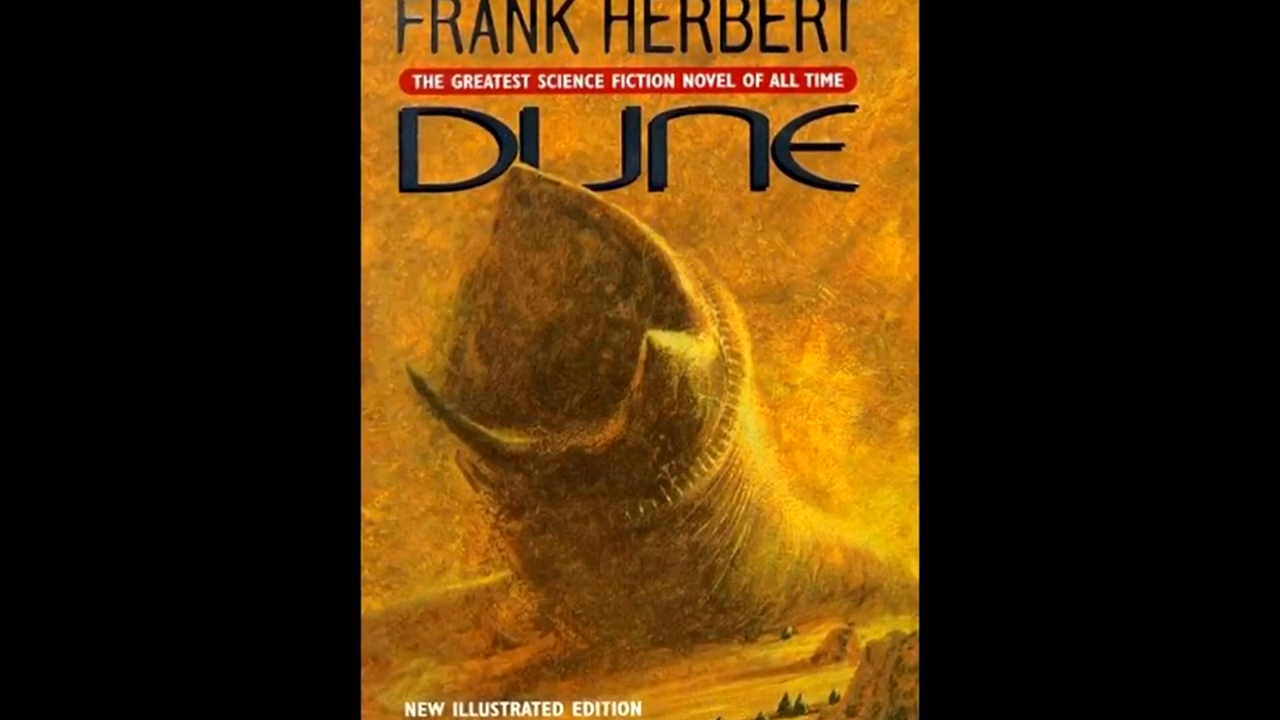 FRANK HERBERT
THE GREATEST SCIENCE FICTION NOVEL OF ALL TIME
DUNE
NEW ILLUSTRATED EDITION